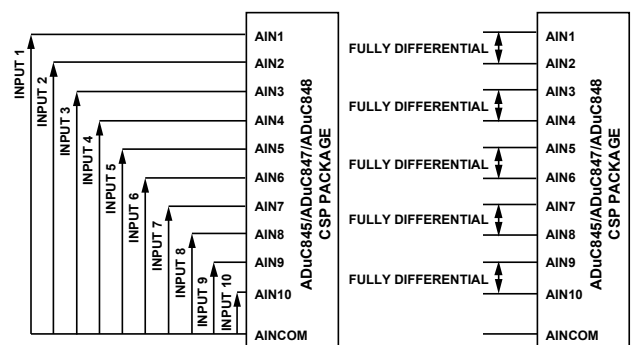 INPUT 1
INPUT 2
INPUT 3
INPUT 4
INPUT 5
INPUT 6
INPUT 7
INPUT 8
INPUT 9
INPUT 10
AIN1
AIN2
AIN3
AIN4
AIN5
AIN6
AIN7
AIN8
AIN9
AIN10
AINCOM
ADuC845/ADuC847/ADuC848
CSP PACKAGE
FULLY DIFFERENTIAL
FULLY DIFFERENTIAL
FULLY DIFFERENTIAL
FULLY DIFFERENTIAL
FULLY DIFFERENTIAL
AIN1
AIN2
AIN3
AIN4
AIN5
AIN6
AIN7
AIN8
AIN9
AIN10
AINCOM
ADuC845/ADuC847/ADuC848
CSP PACKAGE